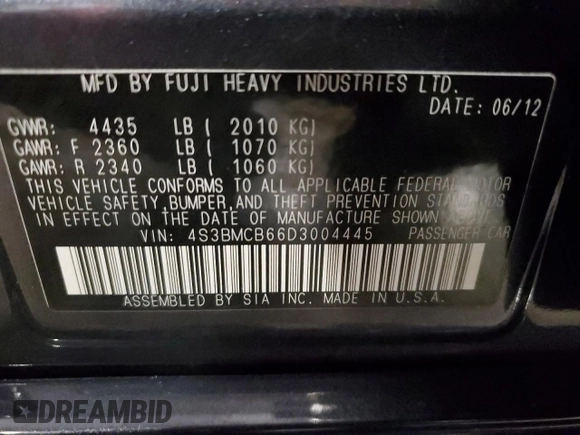 MFD BY FUJI HEAVY INDUSTRIES LTD.
DATE: 06/12
GVWR: 4435 LB ( 2010 KG)
GAWR: F 2360 LB ( 1070 KG)
GAWR: R 2340 LB ( 1060 KG)
THIS VEHICLE CONFORMS TO ALL APPLICABLE FEDERAL MOTOR
VEHICLE SAFETY, BUMPER, AND THEFT PREVENTION STANDARDS
IN EFFECT ON THE DATE OF MANUFACTURE SHOWN ABOVE.
VIN: 4S3BMCB66D3004445 PASSENGER CAR
ASSEMBLED BY SIA INC. MADE IN U.S.A.
DREAMBID